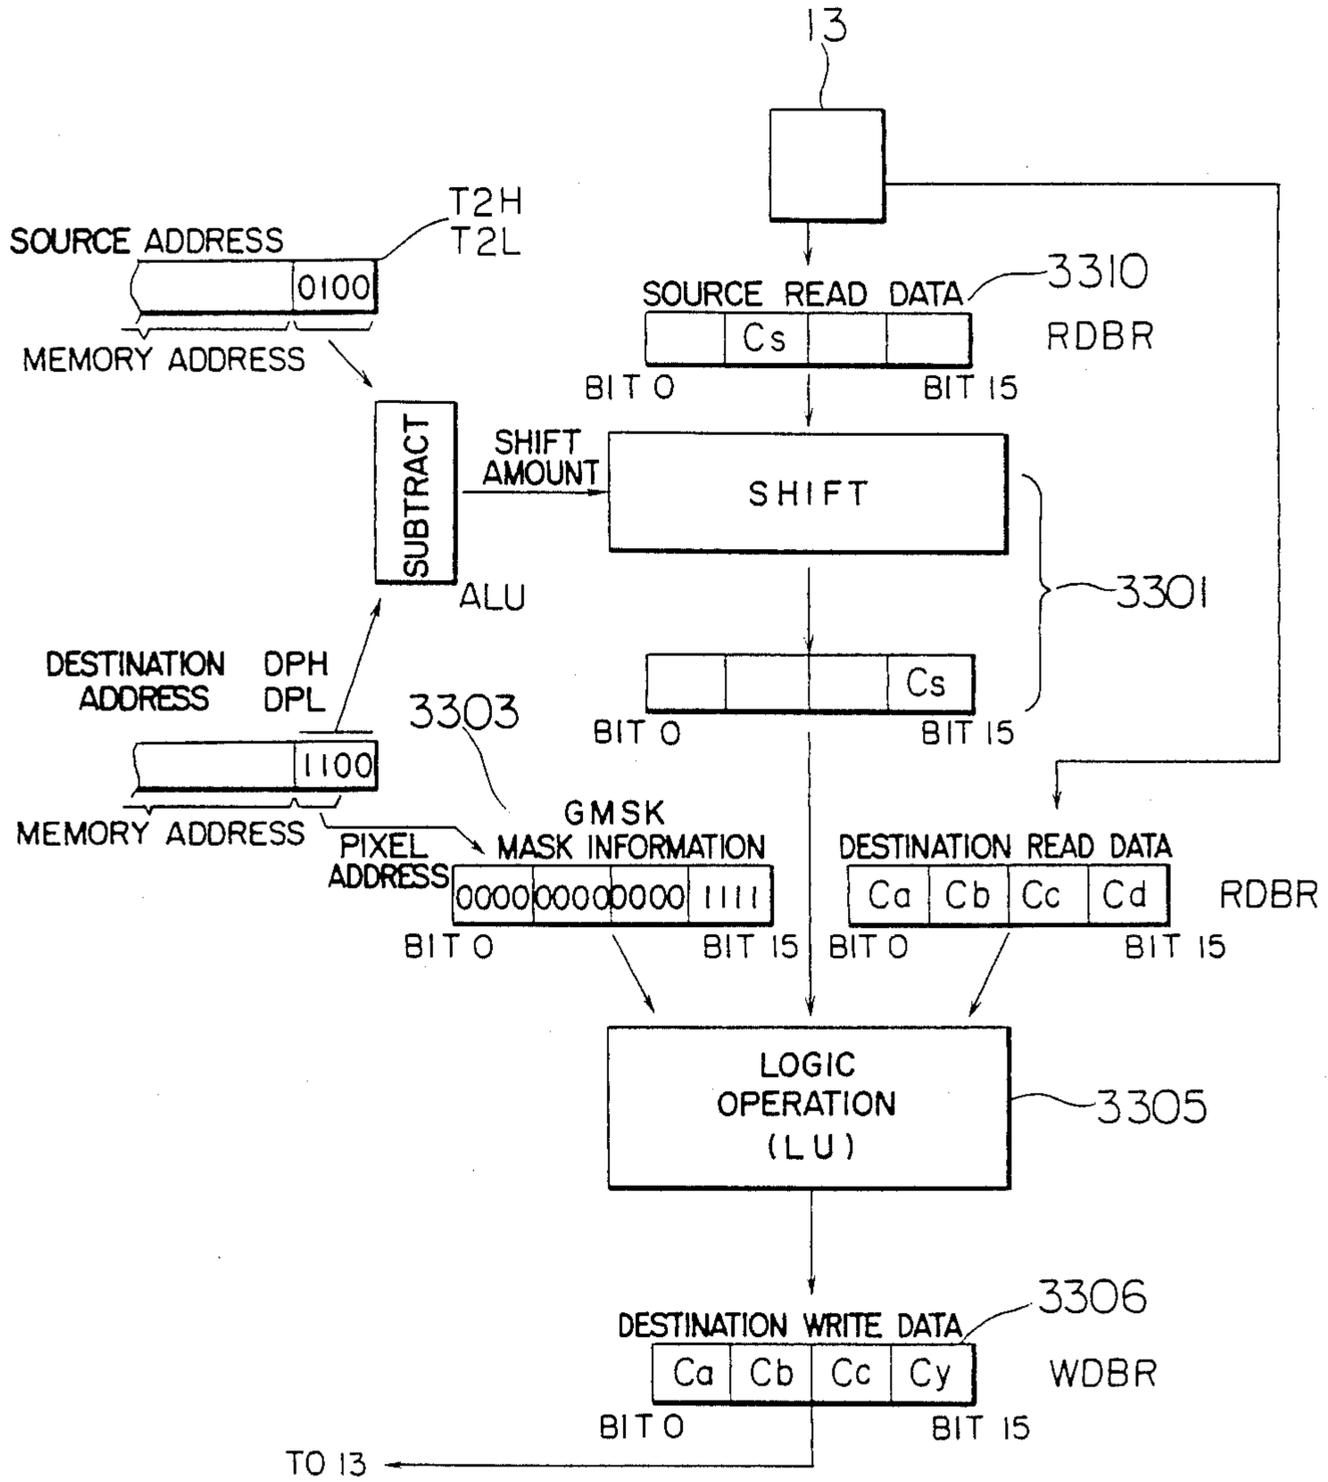 13
T2H
SOURCE ADDRESS
T2L
0100
MEMORY ADDRESS
3310
SOURCE READ DATA
Cs
RDBR
BIT 0
BIT 15
SUBTRACT
SHIFT
AMOUNT
SHIFT
ALU
3301
DESTINATION DPH
ADDRESS DPL
Cs
BIT 0
BIT 15
3303
1100
MEMORY ADDRESS
PIXEL
ADDRESS
GMSK
MASK INFORMATION
0000 0000 0000 1111
BIT 0
BIT 15
DESTINATION READ DATA
Ca Cb Cc Cd
RDBR
BIT 0
BIT 15
LOGIC
OPERATION
(LU)
3305
3306
DESTINATION WRITE DATA
Ca Cb Cc Cy
WDBR
BIT 0
BIT 15
TO 13